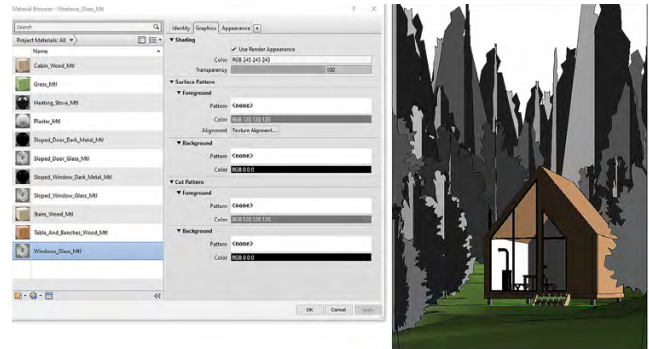 Material Browser - Windows_Glass_Mtl
? X
Search
Project Materials: All
Name
Cabin_Wood_Mtl
Grass_Mtl
Heating_Stove_Mtl
Plaster_Mtl
Sloped_Door_Dark_Metal_Mtl
Sloped_Door_Glass_Mtl
Sloped_Window_Dark_Metal_Mtl
Sloped_Window_Glass_Mtl
Stairs_Wood_Mtl
Table_And_Benches_Wood_Mtl
Windows_Glass_Mtl
«
Identity Graphics Appearance +
▼ Shading
✓ Use Render Appearance
Color RGB 245 245 243
Transparency 100
▼ Surface Pattern
▼ Foreground
Pattern <none>
Color RGB 120 120 120
Alignment Texture Alignment...
▼ Background
Pattern <none>
Color RGB 0 0 0
▼ Cut Pattern
▼ Foreground
Pattern <none>
Color RGB 120 120 120
▼ Background
Pattern <none>
Color RGB 0 0 0
OK Cancel Apply